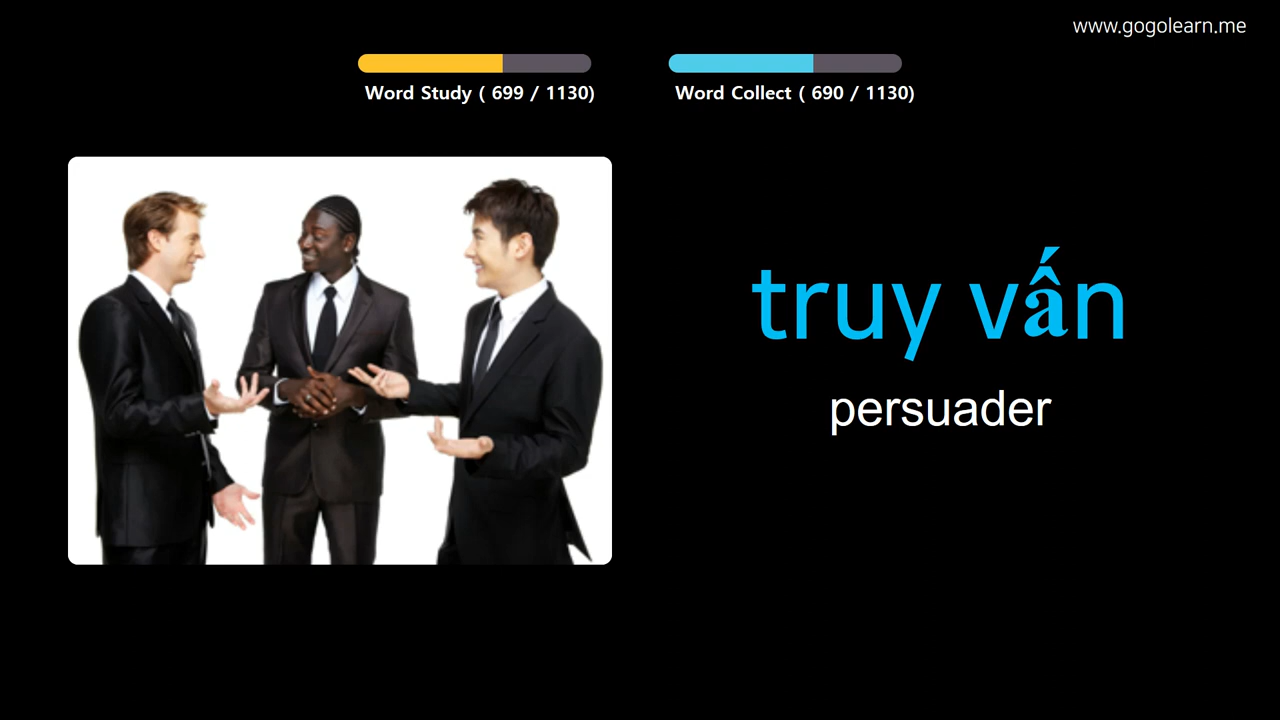 www.gogolearn.me
Word Study ( 699 / 1130)
Word Collect ( 690 / 1130)
truy vấn
persuader